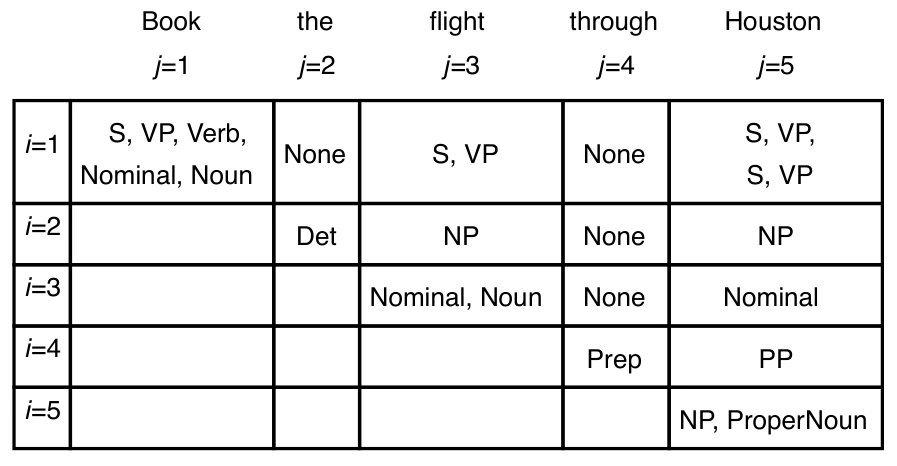 Book the flight through Houston
j=1 j=2 j=3 j=4 j=5
i=1 S, VP, Verb, Nominal, Noun None S, VP None S, VP, S, VP
i=2 Det NP None NP
i=3 Nominal, Noun None Nominal
i=4 Prep PP
i=5 NP, ProperNoun